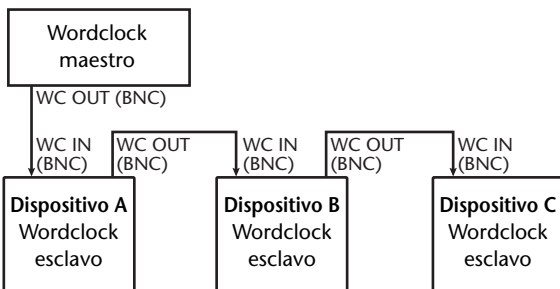 Wordclock
maestro
WC OUT (BNC)
WC IN
(BNC)
WC OUT
(BNC)
WC IN
(BNC)
WC OUT
(BNC)
WC IN
(BNC)
Dispositivo A
Wordclock
esclavo
Dispositivo B
Wordclock
esclavo
Dispositivo C
Wordclock
esclavo